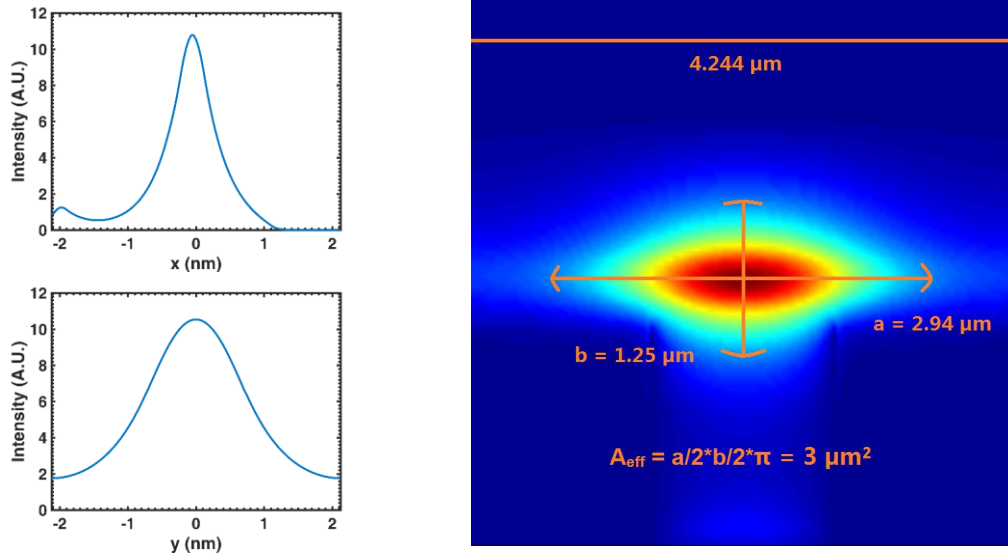 12
10
8
6
4
2
0
Intensity (A.U.)
-2 -1 0 1 2
x (nm)
12
10
8
6
4
2
0
Intensity (A.U.)
-2 -1 0 1 2
y (nm)
4.244 μm
a = 2.94 μm
b = 1.25 μm
A_eff = a/2*b/2*π = 3 μm²